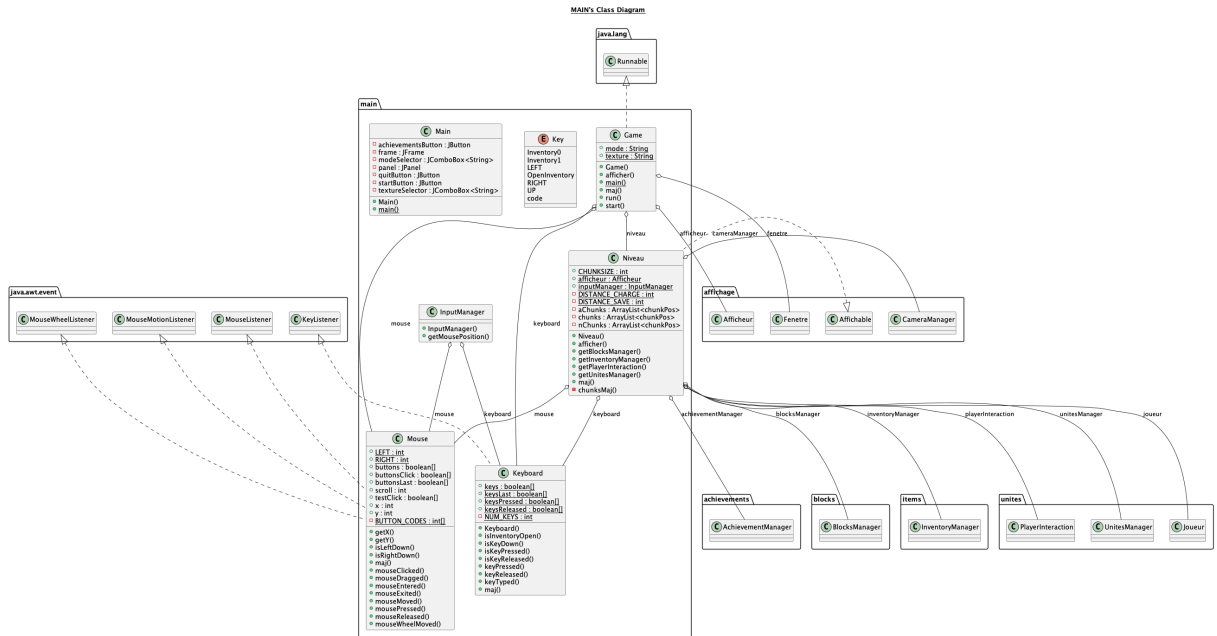 MAIN's Class Diagram
java.lang
C Runnable
main
C Main
achievementsButton : JButton
frame : JFrame
modeSelector : JComboBox<String>
panel : JPanel
quitButton : JButton
startButton : JButton
textureSelector : JComboBox<String>
Main()
main()
E Key
Inventory0
Inventory1
LEFT
OpenInventory
RIGHT
UP
code
C Game
mode : String
texture : String
Game()
afficher()
main()
maj()
run()
start()
niveau
afficheur
cameraManager
fenetre
C Niveau
CHUNKSIZE : int
afficheur : Afficheur
inputManager : InputManager
DISTANCE_CHARGE : int
DISTANCE_SAVE : int
aChunks : ArrayList<chunkPos>
chunks : ArrayList<chunkPos>
nChunks : ArrayList<chunkPos>
Niveau()
afficher()
getBlocksManager()
getInventoryManager()
getPlayerInteraction()
getUnitesManager()
maj()
chunksMaj()
java.awt.event
C MouseWheelListener
C MouseMotionListener
C MouseListener
C KeyListener
affichage
C Afficheur
C Fenetre
C Affichable
C CameraManager
C InputManager
InputManager()
getMousePosition()
mouse
keyboard
mouse
keyboard
mouse
keyboard
achievementManager
blocksManager
inventoryManager
playerInteraction
unitesManager
joueur
C Mouse
LEFT : int
RIGHT : int
buttons : boolean[]
buttonsClick : boolean[]
buttonsLast : boolean[]
scroll : int
testClick : boolean[]
x : int
y : int
BUTTON_CODES : int[]
getX()
getY()
isLeftDown()
isRightDown()
maj()
mouseClicked()
mouseDragged()
mouseEntered()
mouseExited()
mouseMoved()
mousePressed()
mouseReleased()
mouseWheelMoved()
C Keyboard
keys : boolean[]
keysLast : boolean[]
keysPressed : boolean[]
keysReleased : boolean[]
NUM_KEYS : int
Keyboard()
isInventoryOpen()
isKeyDown()
isKeyPressed()
isKeyReleased()
keyPressed()
keyReleased()
keyTyped()
maj()
achievements
C AchievementManager
blocks
C BlocksManager
items
C InventoryManager
unites
C PlayerInteraction
C UnitesManager
C Joueur